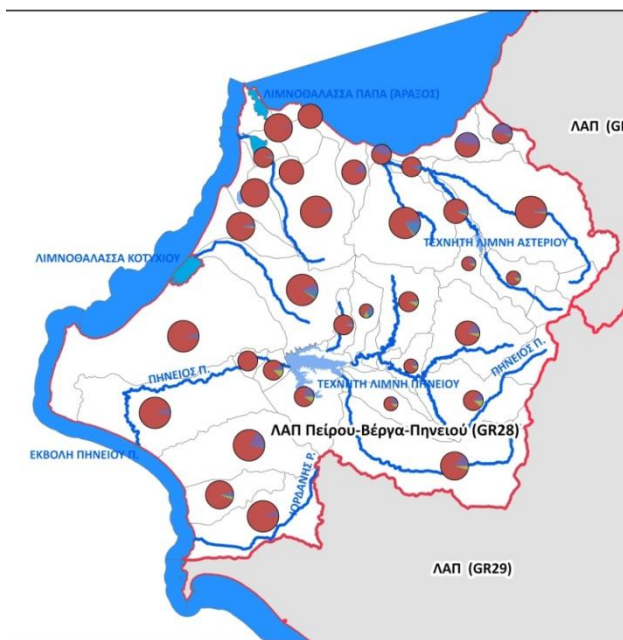 ΛΙΜΝΟΘΑΛΑΣΣΑ ΠΑΠΑ (ΆΡΑΞΟΣ)
ΛΑΠ (GR
ΤΕΧΝΗΤΗ ΛΙΜΝΗ ΑΣΤΕΡΙΟΥ
ΛΙΜΝΟΘΑΛΑΣΣΑ ΚΟΤΥΧΙΟΥ
ΠΗΝΕΙΟΣ Π.
ΠΗΝΕΙΟΣ Π.
ΤΕΧΝΗΤΗ ΛΙΜΝΗ ΠΗΝΕΙΟΥ
ΛΑΠ Πείρου-Βέργα-Πηνειού (GR28)
ΕΚΒΟΛΗ ΠΗΝΕΙΟΥ Π.
ΙΟΡΔΑΝΗΣ Ρ.
ΛΑΠ (GR29)